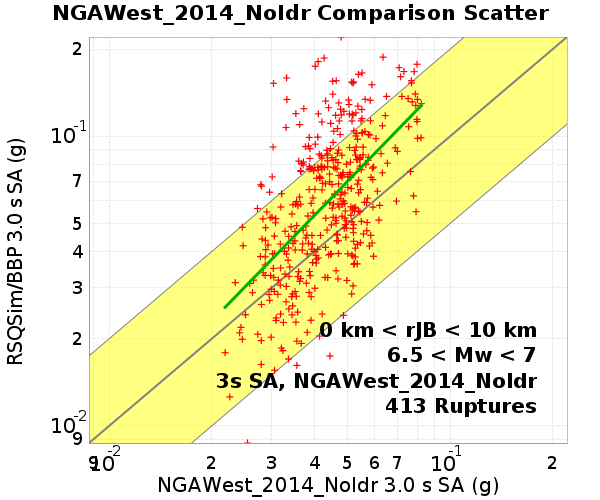 NGAWest_2014_NoIdr Comparison Scatter
RSQSim/BBP 3.0 s SA (g)
2
10-1
7
5
4
3
2
10-2
9
0 km < rJB < 10 km
6.5 < Mw < 7
3s SA, NGAWest_2014_NoIdr
413 Ruptures
9 10-2 2 3 4 5 6 7 10-1 2
NGAWest_2014_NoIdr 3.0 s SA (g)